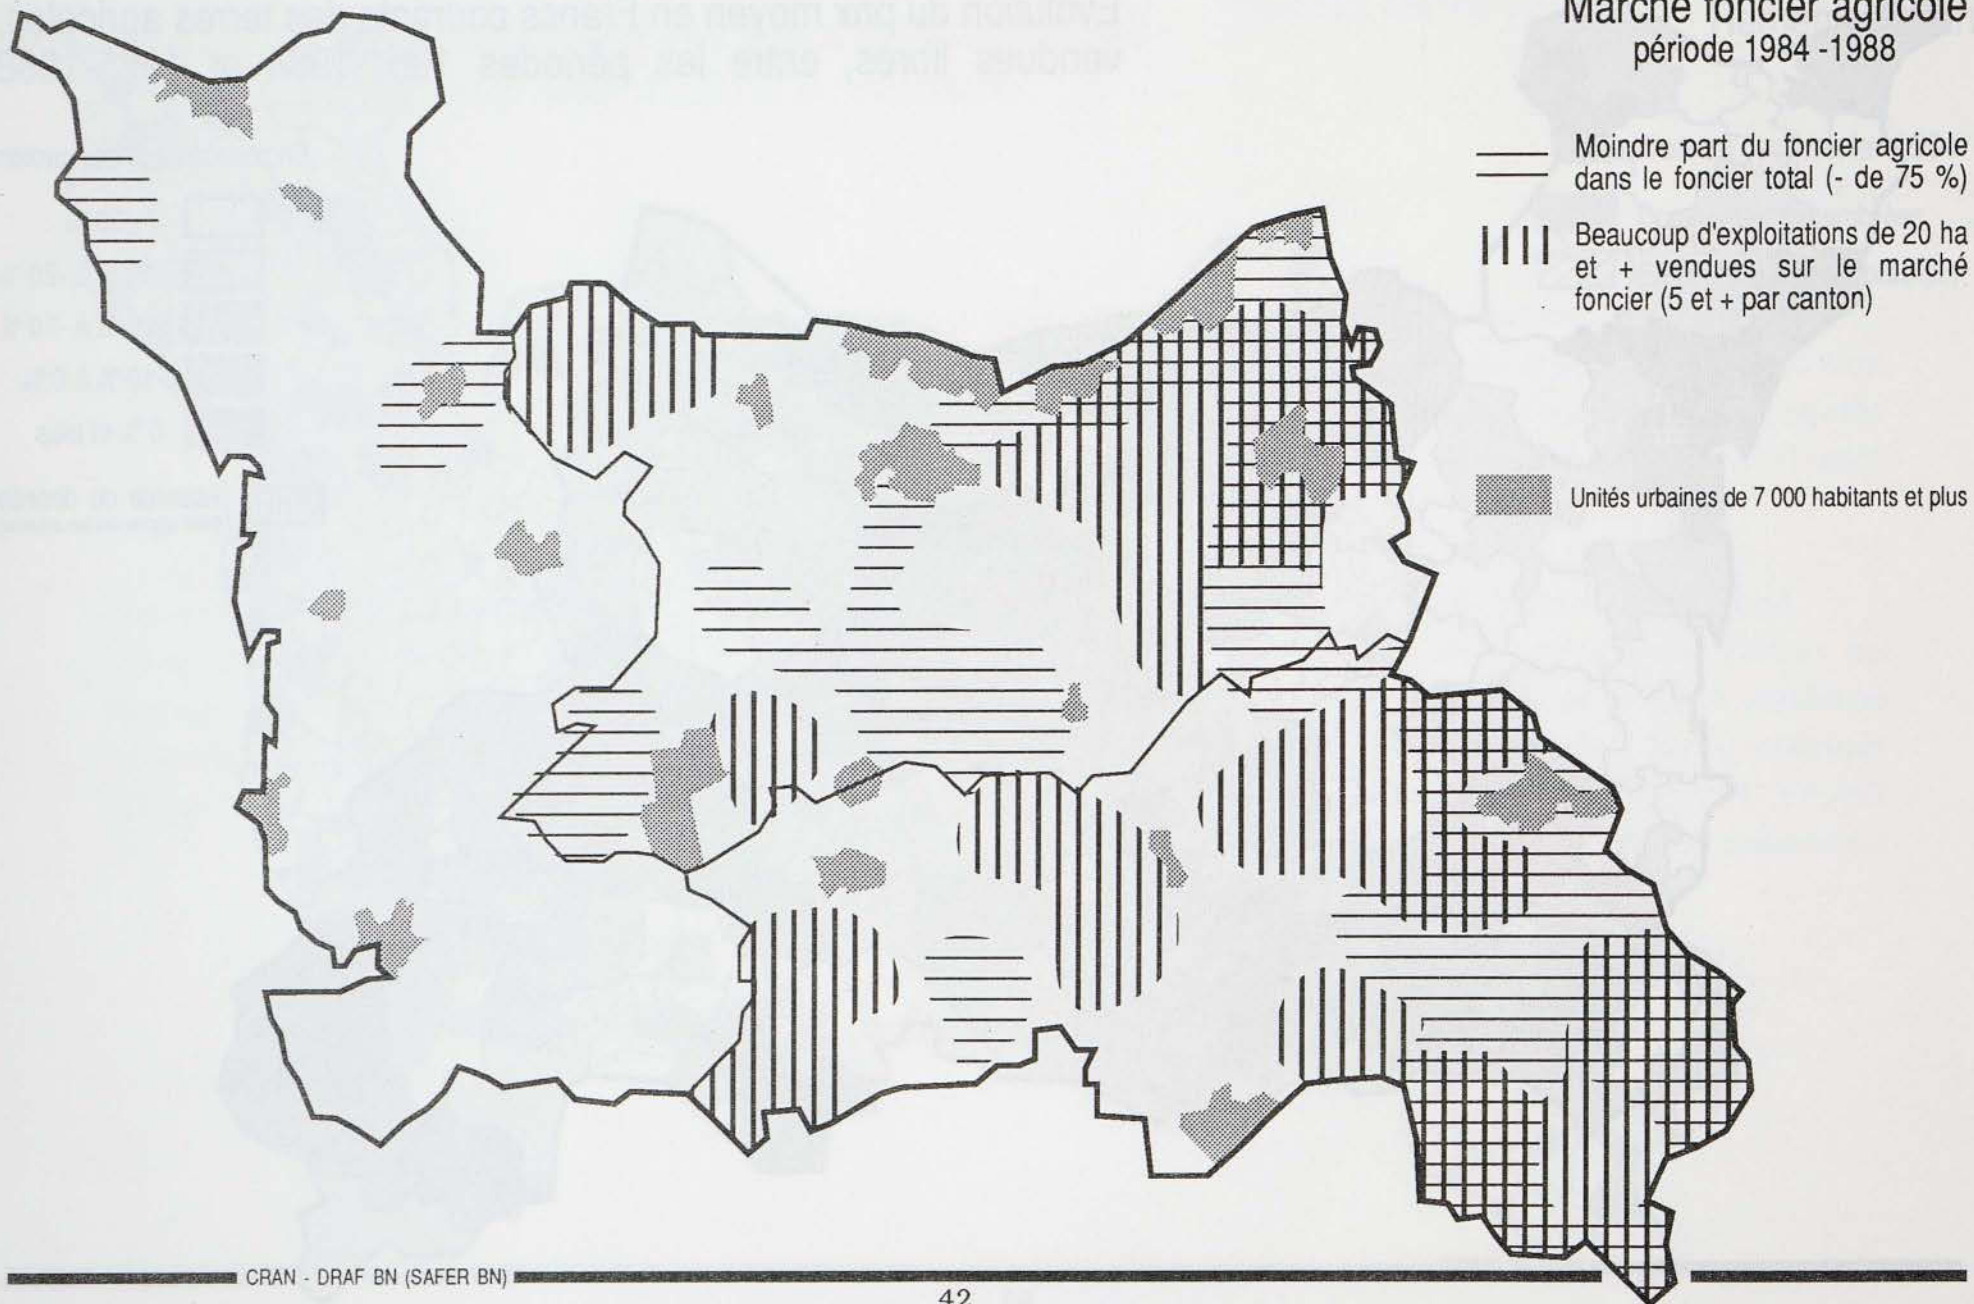 Marché foncier agricole
période 1984 -1988
Moindre part du foncier agricole
dans le foncier total (- de 75 %)
Beaucoup d'exploitations de 20 ha
et + vendues sur le marché
foncier (5 et + par canton)
Unités urbaines de 7 000 habitants et plus
CRAN - DRAF BN (SAFER BN)
42